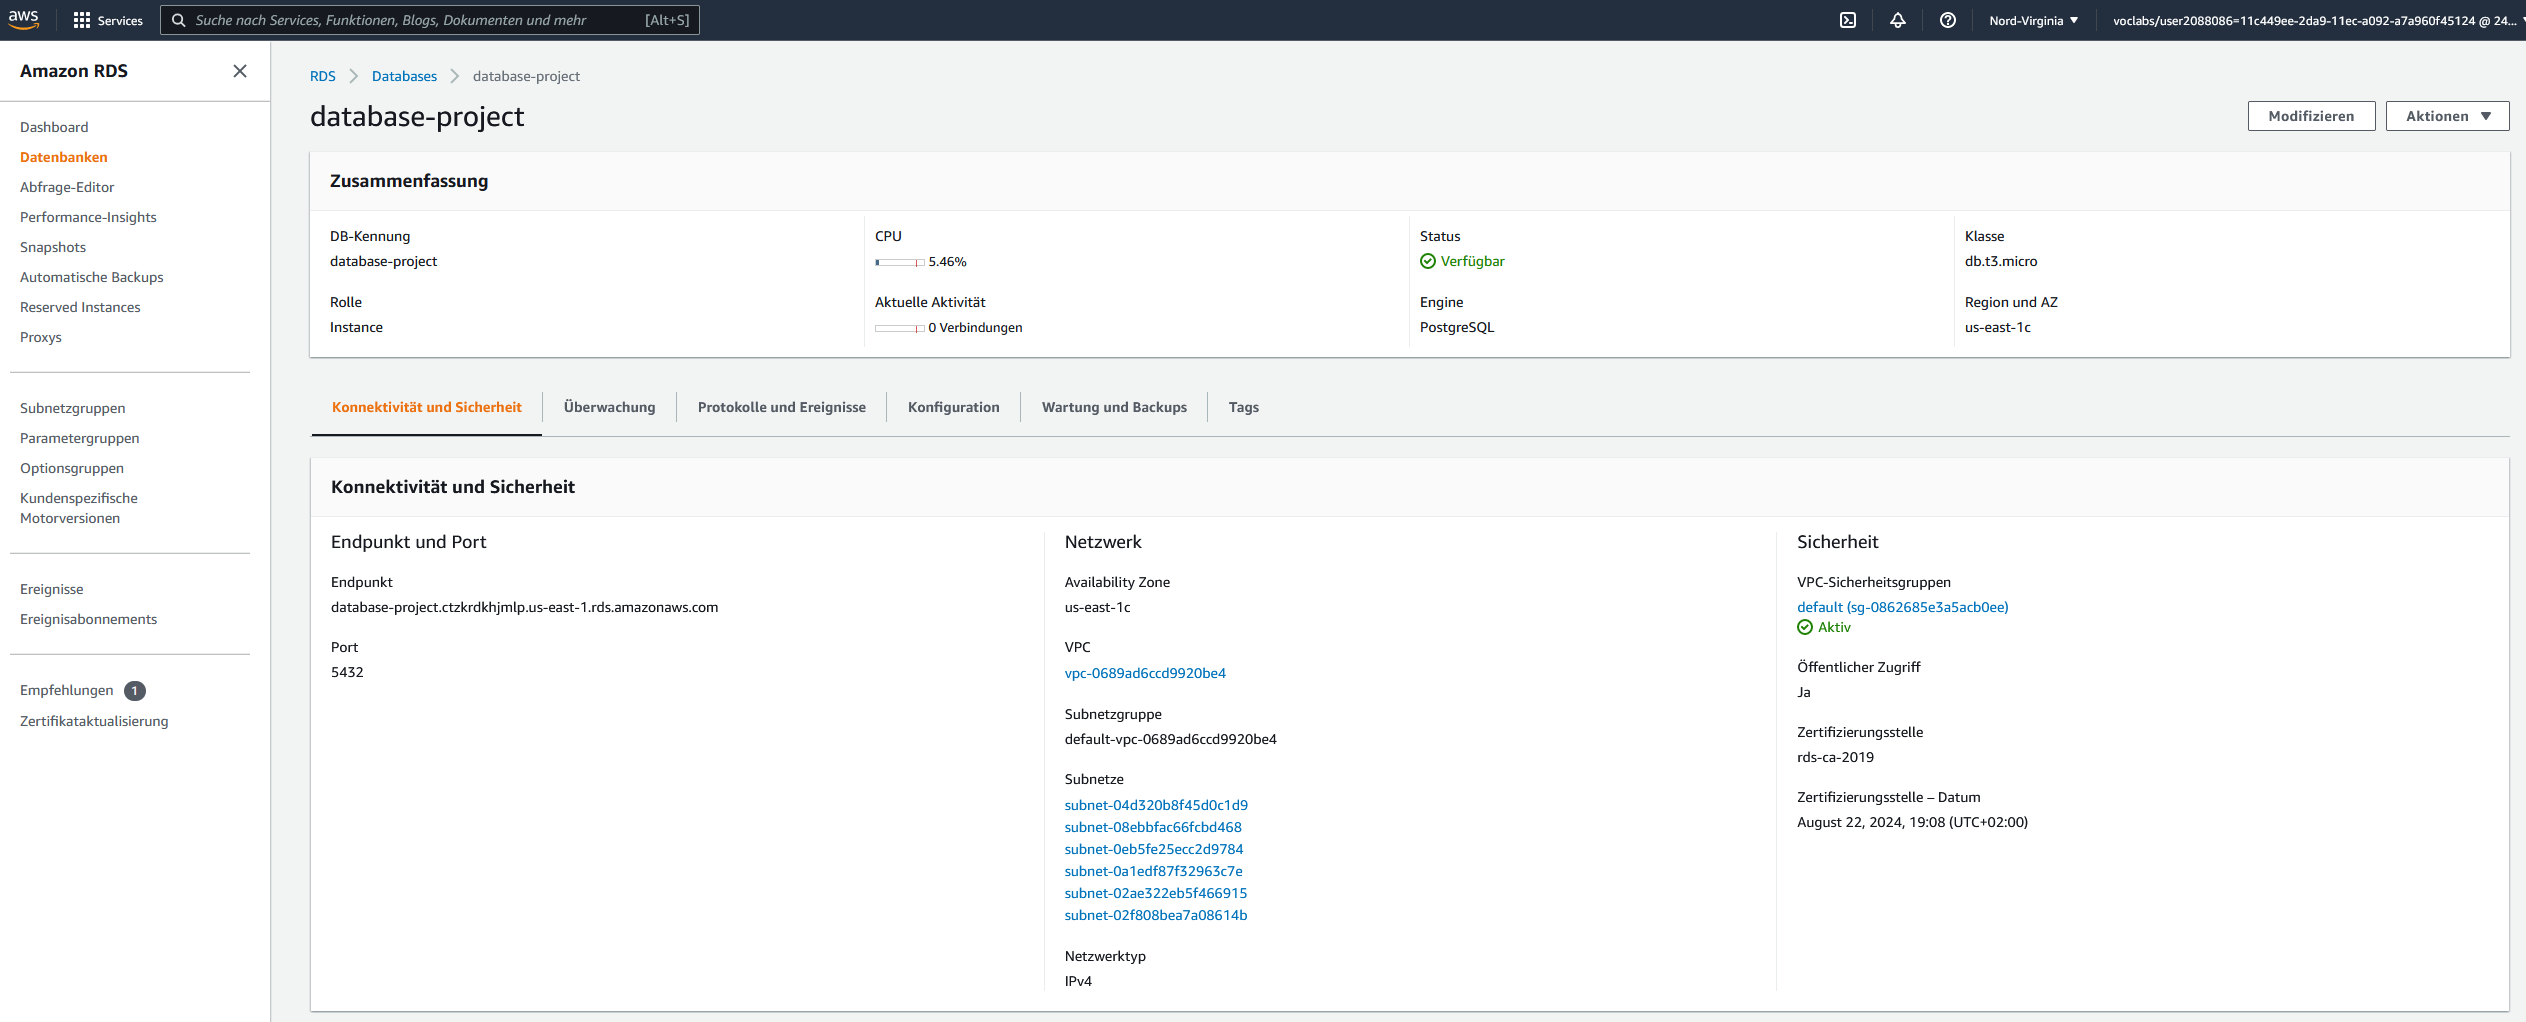 aws
Services
Suche nach Services, Funktionen, Blogs, Dokumenten und mehr
[Alt+S]
Nord-Virginia
voclabs/user2088086=11c449ee-2da9-11ec-a092-a7a960f45124 @ 24...
Amazon RDS
Dashboard
Datenbanken
Abfrage-Editor
Performance-Insights
Snapshots
Automatische Backups
Reserved Instances
Proxys
Subnetzgruppen
Parametergruppen
Optionsgruppen
Kundenspezifische
Motorversionen
Ereignisse
Ereignisabonnements
Empfehlungen 1
Zertifikataktualisierung
RDS
Databases
database-project
database-project
Modifizieren
Aktionen
Zusammenfassung
DB-Kennung
database-project
Rolle
Instance
CPU
5.46%
Aktuelle Aktivität
0 Verbindungen
Status
Verfügbar
Engine
PostgreSQL
Klasse
db.t3.micro
Region und AZ
us-east-1c
Konnektivität und Sicherheit
Überwachung
Protokolle und Ereignisse
Konfiguration
Wartung und Backups
Tags
Konnektivität und Sicherheit
Endpunkt und Port
Endpunkt
database-project.ctzkrdkhjmlp.us-east-1.rds.amazonaws.com
Port
5432
Netzwerk
Availability Zone
us-east-1c
VPC
vpc-0689ad6ccd9920be4
Subnetzgruppe
default-vpc-0689ad6ccd9920be4
Subnetze
subnet-04d320b8f45d0c1d9
subnet-08ebbfac66fcbd468
subnet-0eb5fe25ecc2d9784
subnet-0a1edf87f32963c7e
subnet-02ae322eb5f466915
subnet-02f808bea7a08614b
Netzwerktyp
IPv4
Sicherheit
VPC-Sicherheitsgruppen
default (sg-0862685e3a5acb0ee)
Aktiv
Öffentlicher Zugriff
Ja
Zertifizierungsstelle
rds-ca-2019
Zertifizierungsstelle – Datum
August 22, 2024, 19:08 (UTC+02:00)